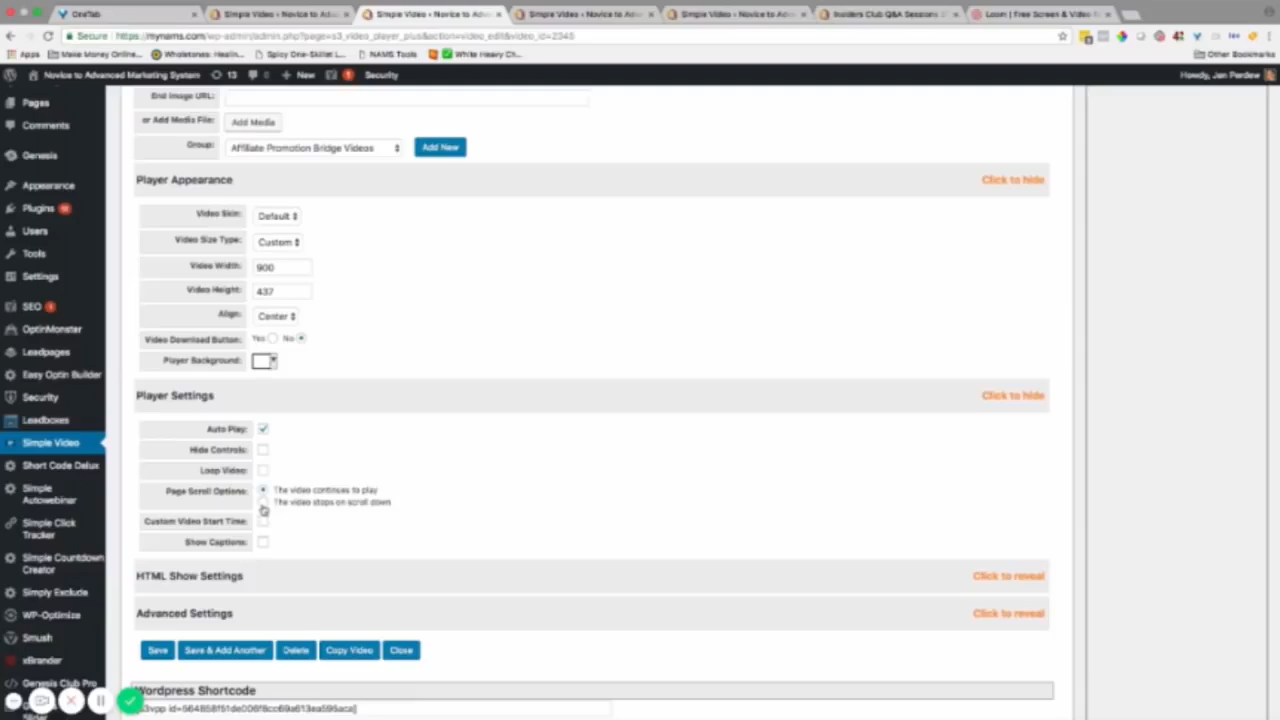 OneTab
Simple Video ‹ Novice to Adv
Simple Video ‹ Novice to Adv
Simple Video ‹ Novice to Adv
Simple Video ‹ Novice to Adv
Insiders Club Q&A Sessions
Loom | Free Screen & Video
Secure https://mynams.com/wp-admin/admin.php?page=s3_video_player_plus&action=video_edit&video_id=2345
Apps
Make Money Online...
Wholetones: Healin...
Spicy One-Skillet L...
NAMS Tools
White Heavy Ch...
Other Bookmarks
Novice to Advanced Marketing System
13
New
Security
Howdy, Jen Perdew
Pages
Comments
Genesis
Appearance
Plugins
Users
Tools
Settings
SEO
OptinMonster
Leadpages
Easy Optin Builder
Security
Leadboxes
Simple Video
Short Code Delux
Simple
Autowebinar
Simple Click
Tracker
Simple Countdown
Creator
Simply Exclude
WP-Optimize
Smush
xBrander
Genesis Club Pro
Slider
End Image URL:
or Add Media File: Add Media
Group: Affiliate Promotion Bridge Videos Add New
Player Appearance Click to hide
Video Skin: Default
Video Size Type: Custom
Video Width: 900
Video Height: 437
Align: Center
Video Download Button: Yes No
Player Background:
Player Settings Click to hide
Auto Play:
Hide Controls:
Loop Video:
Page Scroll Options: The video continues to play
The video stops on scroll down
Custom Video Start Time:
Show Captions:
HTML Show Settings Click to reveal
Advanced Settings Click to reveal
Save Save & Add Another Delete Copy Video Close
Wordpress Shortcode